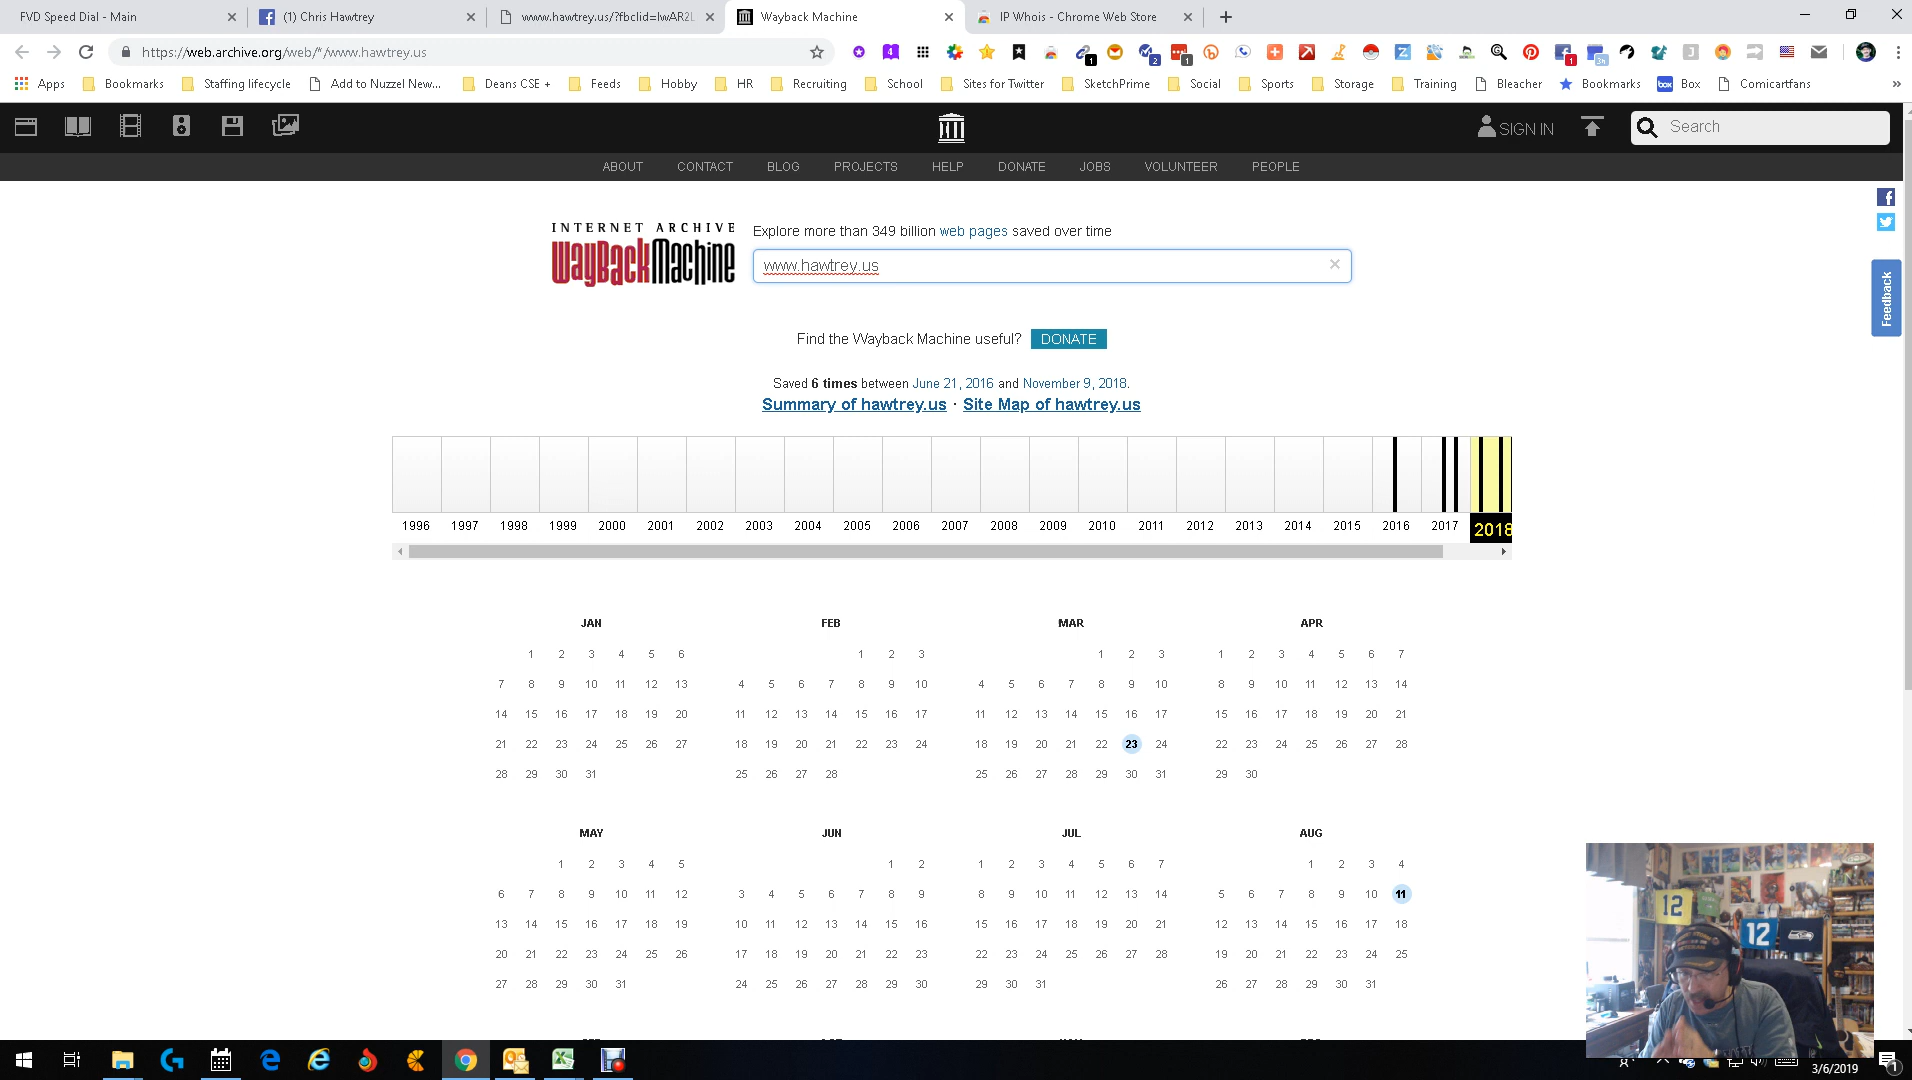 FVD Speed Dial - Main
(1) Chris Hawtrey
www.hawtrey.us/?fbclid=IwAR2L
Wayback Machine
IP Whois - Chrome Web Store
https://web.archive.org/web/*/www.hawtrey.us
Apps Bookmarks Staffing lifecycle Add to Nuzzel New... Deans CSE + Feeds Hobby HR Recruiting School Sites for Twitter SketchPrime Social Sports Storage Training Bleacher Bookmarks Box Comicartfans »
SIGN IN Search
ABOUT CONTACT BLOG PROJECTS HELP DONATE JOBS VOLUNTEER PEOPLE
INTERNET ARCHIVE
WayBackMachine
Explore more than 349 billion web pages saved over time
www.hawtrey.us
Feedback
Find the Wayback Machine useful? DONATE
Saved 6 times between June 21, 2016 and November 9, 2018.
Summary of hawtrey.us · Site Map of hawtrey.us
1996 1997 1998 1999 2000 2001 2002 2003 2004 2005 2006 2007 2008 2009 2010 2011 2012 2013 2014 2015 2016 2017 2018
JAN FEB MAR APR
1 2 3 4 5 6 1 2 3 1 2 3 1 2 3 4 5 6 7
7 8 9 10 11 12 13 4 5 6 7 8 9 10 4 5 6 7 8 9 10 8 9 10 11 12 13 14
14 15 16 17 18 19 20 11 12 13 14 15 16 17 11 12 13 14 15 16 17 15 16 17 18 19 20 21
21 22 23 24 25 26 27 18 19 20 21 22 23 24 18 19 20 21 22 23 24 22 23 24 25 26 27 28
28 29 30 31 25 26 27 28 25 26 27 28 29 30 31 29 30
MAY JUN JUL AUG
1 2 3 4 5 1 2 1 2 3 4 5 6 7 1 2 3 4
6 7 8 9 10 11 12 3 4 5 6 7 8 9 8 9 10 11 12 13 14 5 6 7 8 9 10 11
13 14 15 16 17 18 19 10 11 12 13 14 15 16 15 16 17 18 19 20 21 12 13 14 15 16 17 18
20 21 22 23 24 25 26 17 18 19 20 21 22 23 22 23 24 25 26 27 28 19 20 21 22 23 24 25
27 28 29 30 31 24 25 26 27 28 29 30 29 30 31 26 27 28 29 30 31
12
12
3/6/2019